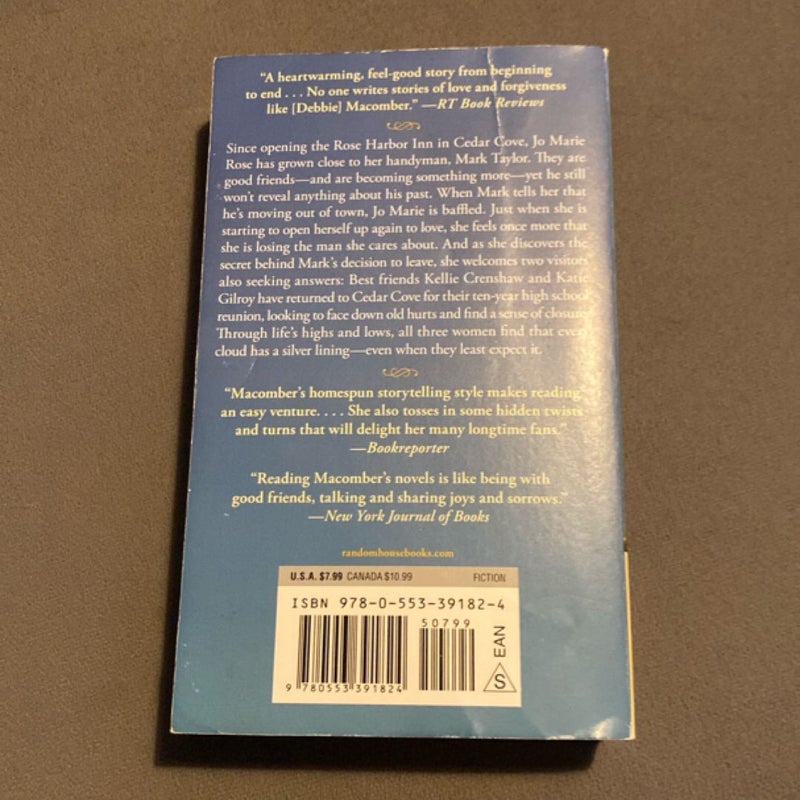 “A heartwarming, feel-good story from beginning
to end . . . No one writes stories of love and forgiveness
like [Debbie] Macomber.” —RT Book Reviews
Since opening the Rose Harbor Inn in Cedar Cove, Jo Marie
Rose has grown close to her handyman, Mark Taylor. They are
good friends—and are becoming something more—yet he still
won’t reveal anything about his past. When Mark tells her that
he’s moving out of town, Jo Marie is baffled. Just when she is
starting to open herself up again to love, she feels once more that
she is losing the man she cares about. And as she discovers the
secret behind Mark’s decision to leave, she welcomes two visitors
also seeking answers: Best friends Kellie Crenshaw and Katie
Gilroy have returned to Cedar Cove for their ten-year high school
reunion, looking to face down old hurts and find a sense of closure.
Through life’s highs and lows, all three women find that every
cloud has a silver lining—even when they least expect it.
“Macomber’s homespun storytelling style makes reading
an easy venture. . . . She also tosses in some hidden twists
and turns that will delight her many longtime fans.”
—Bookreporter
“Reading Macomber’s novels is like being with
good friends, talking and sharing joys and sorrows.”
—New York Journal of Books
randomhousebooks.com
U.S.A. $7.99 CANADA $10.99 FICTION
ISBN 978-0-553-39182-4
50799
9 780553 391824
S EAN